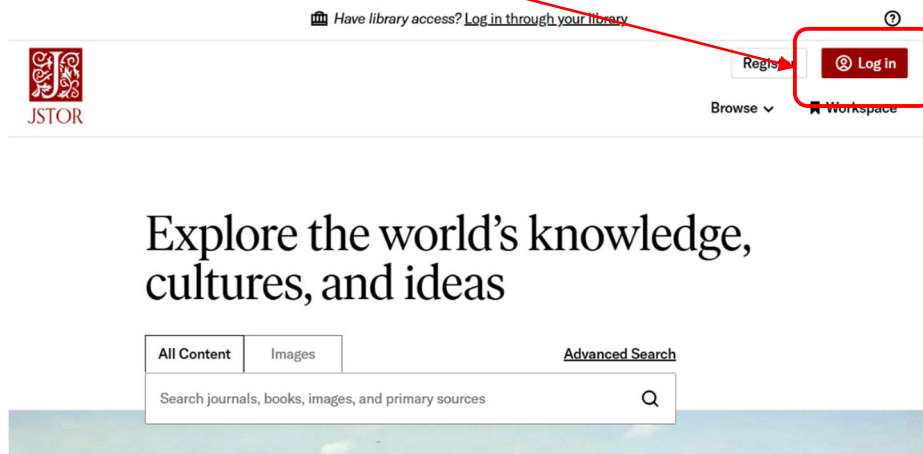 Have library access? Log in through your library
Register
Log in
JSTOR
Browse
Workspace
Explore the world's knowledge,
cultures, and ideas
All Content
Images
Advanced Search
Search journals, books, images, and primary sources